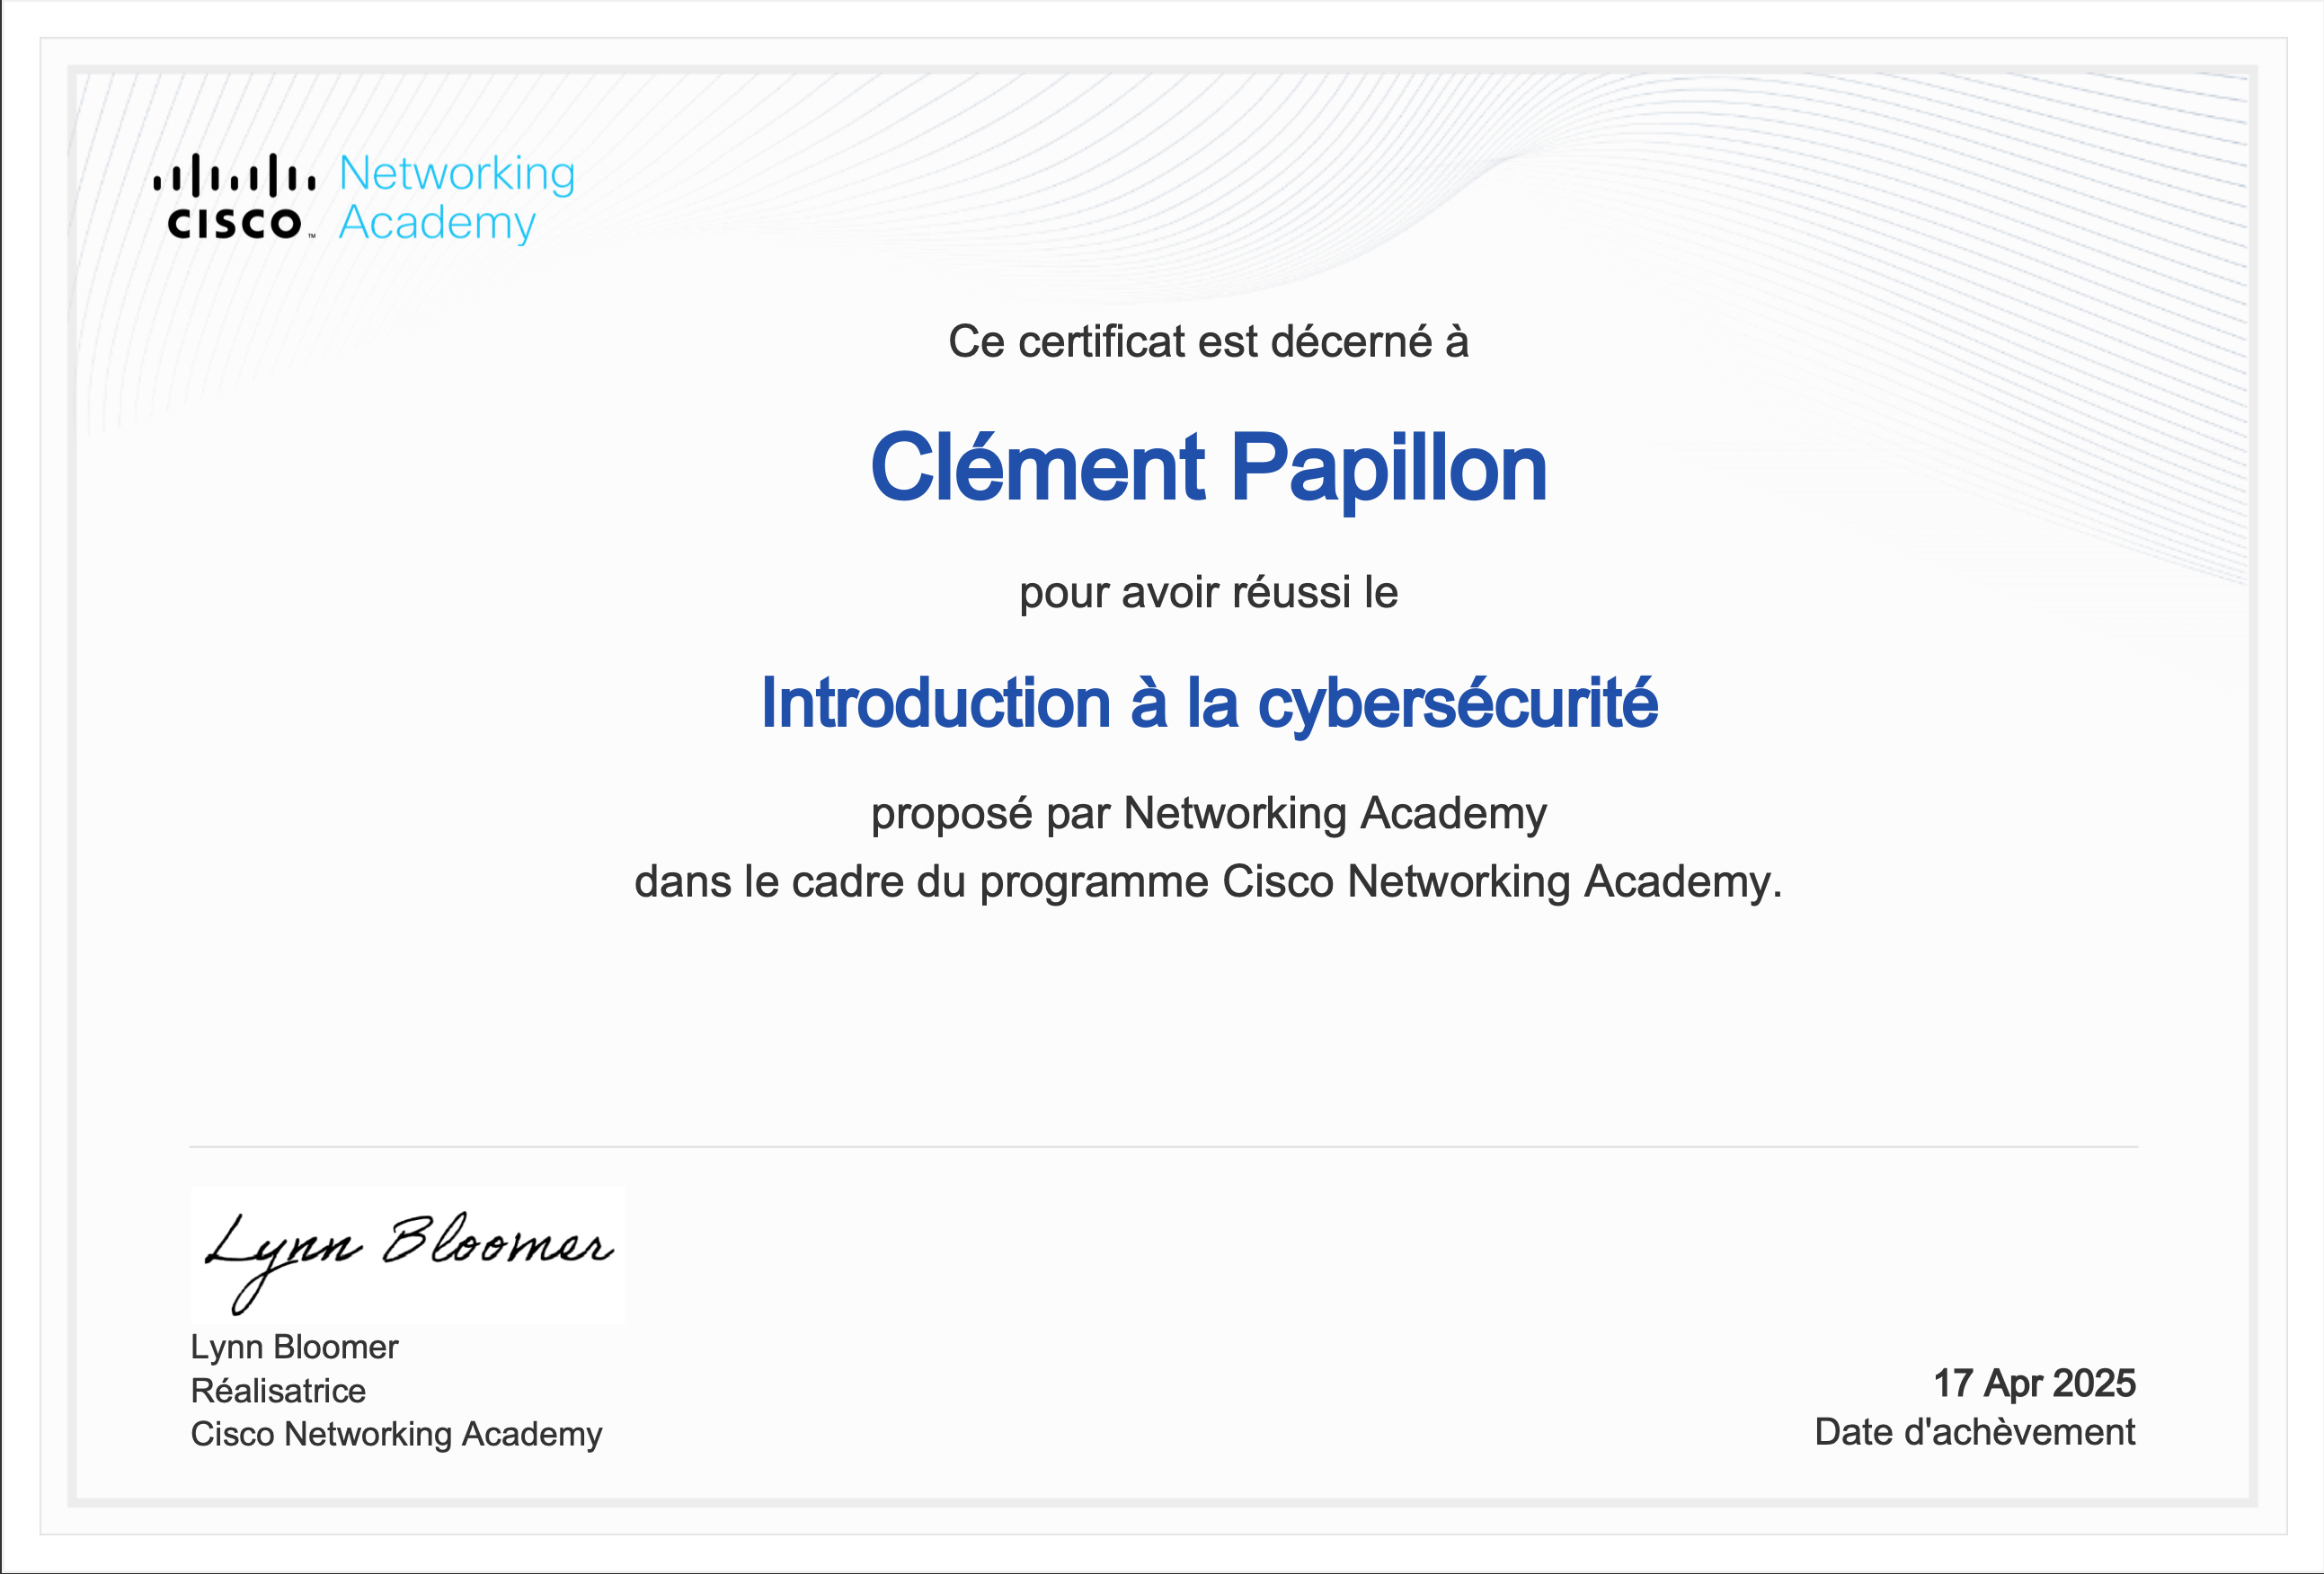 CISCO™
Networking
Academy
Ce certificat est décerné à
Clément Papillon
pour avoir réussi le
Introduction à la cybersécurité
proposé par Networking Academy
dans le cadre du programme Cisco Networking Academy.
Lynn Bloomer
Lynn Bloomer
Réalisatrice
Cisco Networking Academy
17 Apr 2025
Date d'achèvement